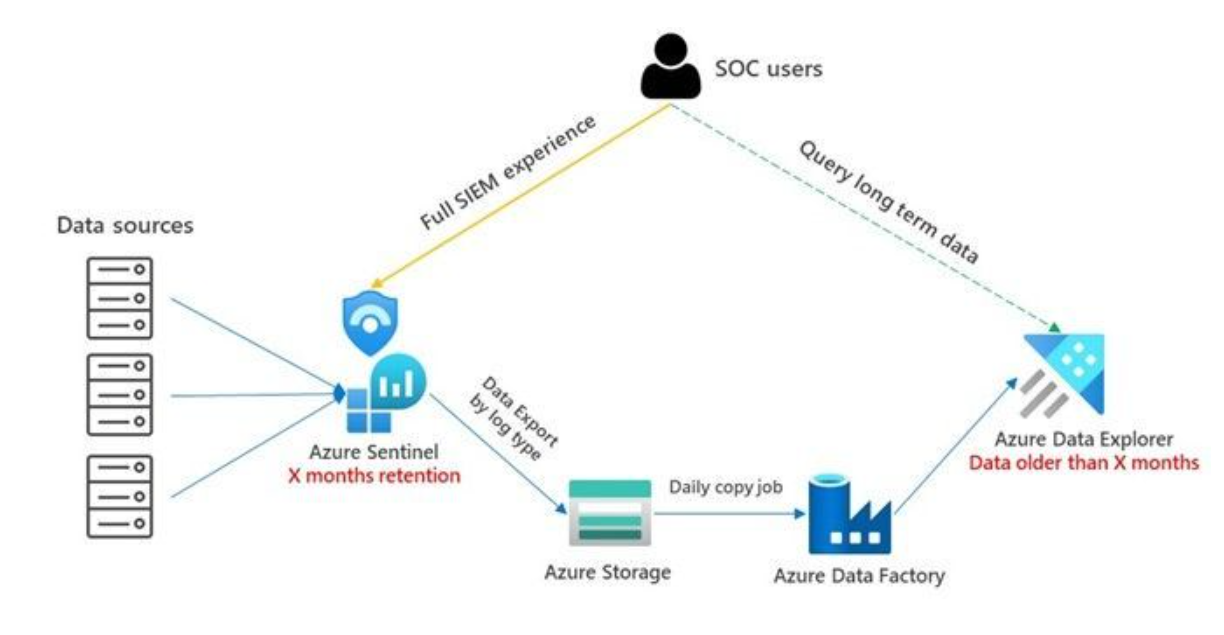 SOC users
Full SIEM experience
Query long term data
Data sources
Data Export
by log type
Azure Sentinel
X months retention
Daily copy job
Azure Data Explorer
Data older than X months
Azure Storage
Azure Data Factory